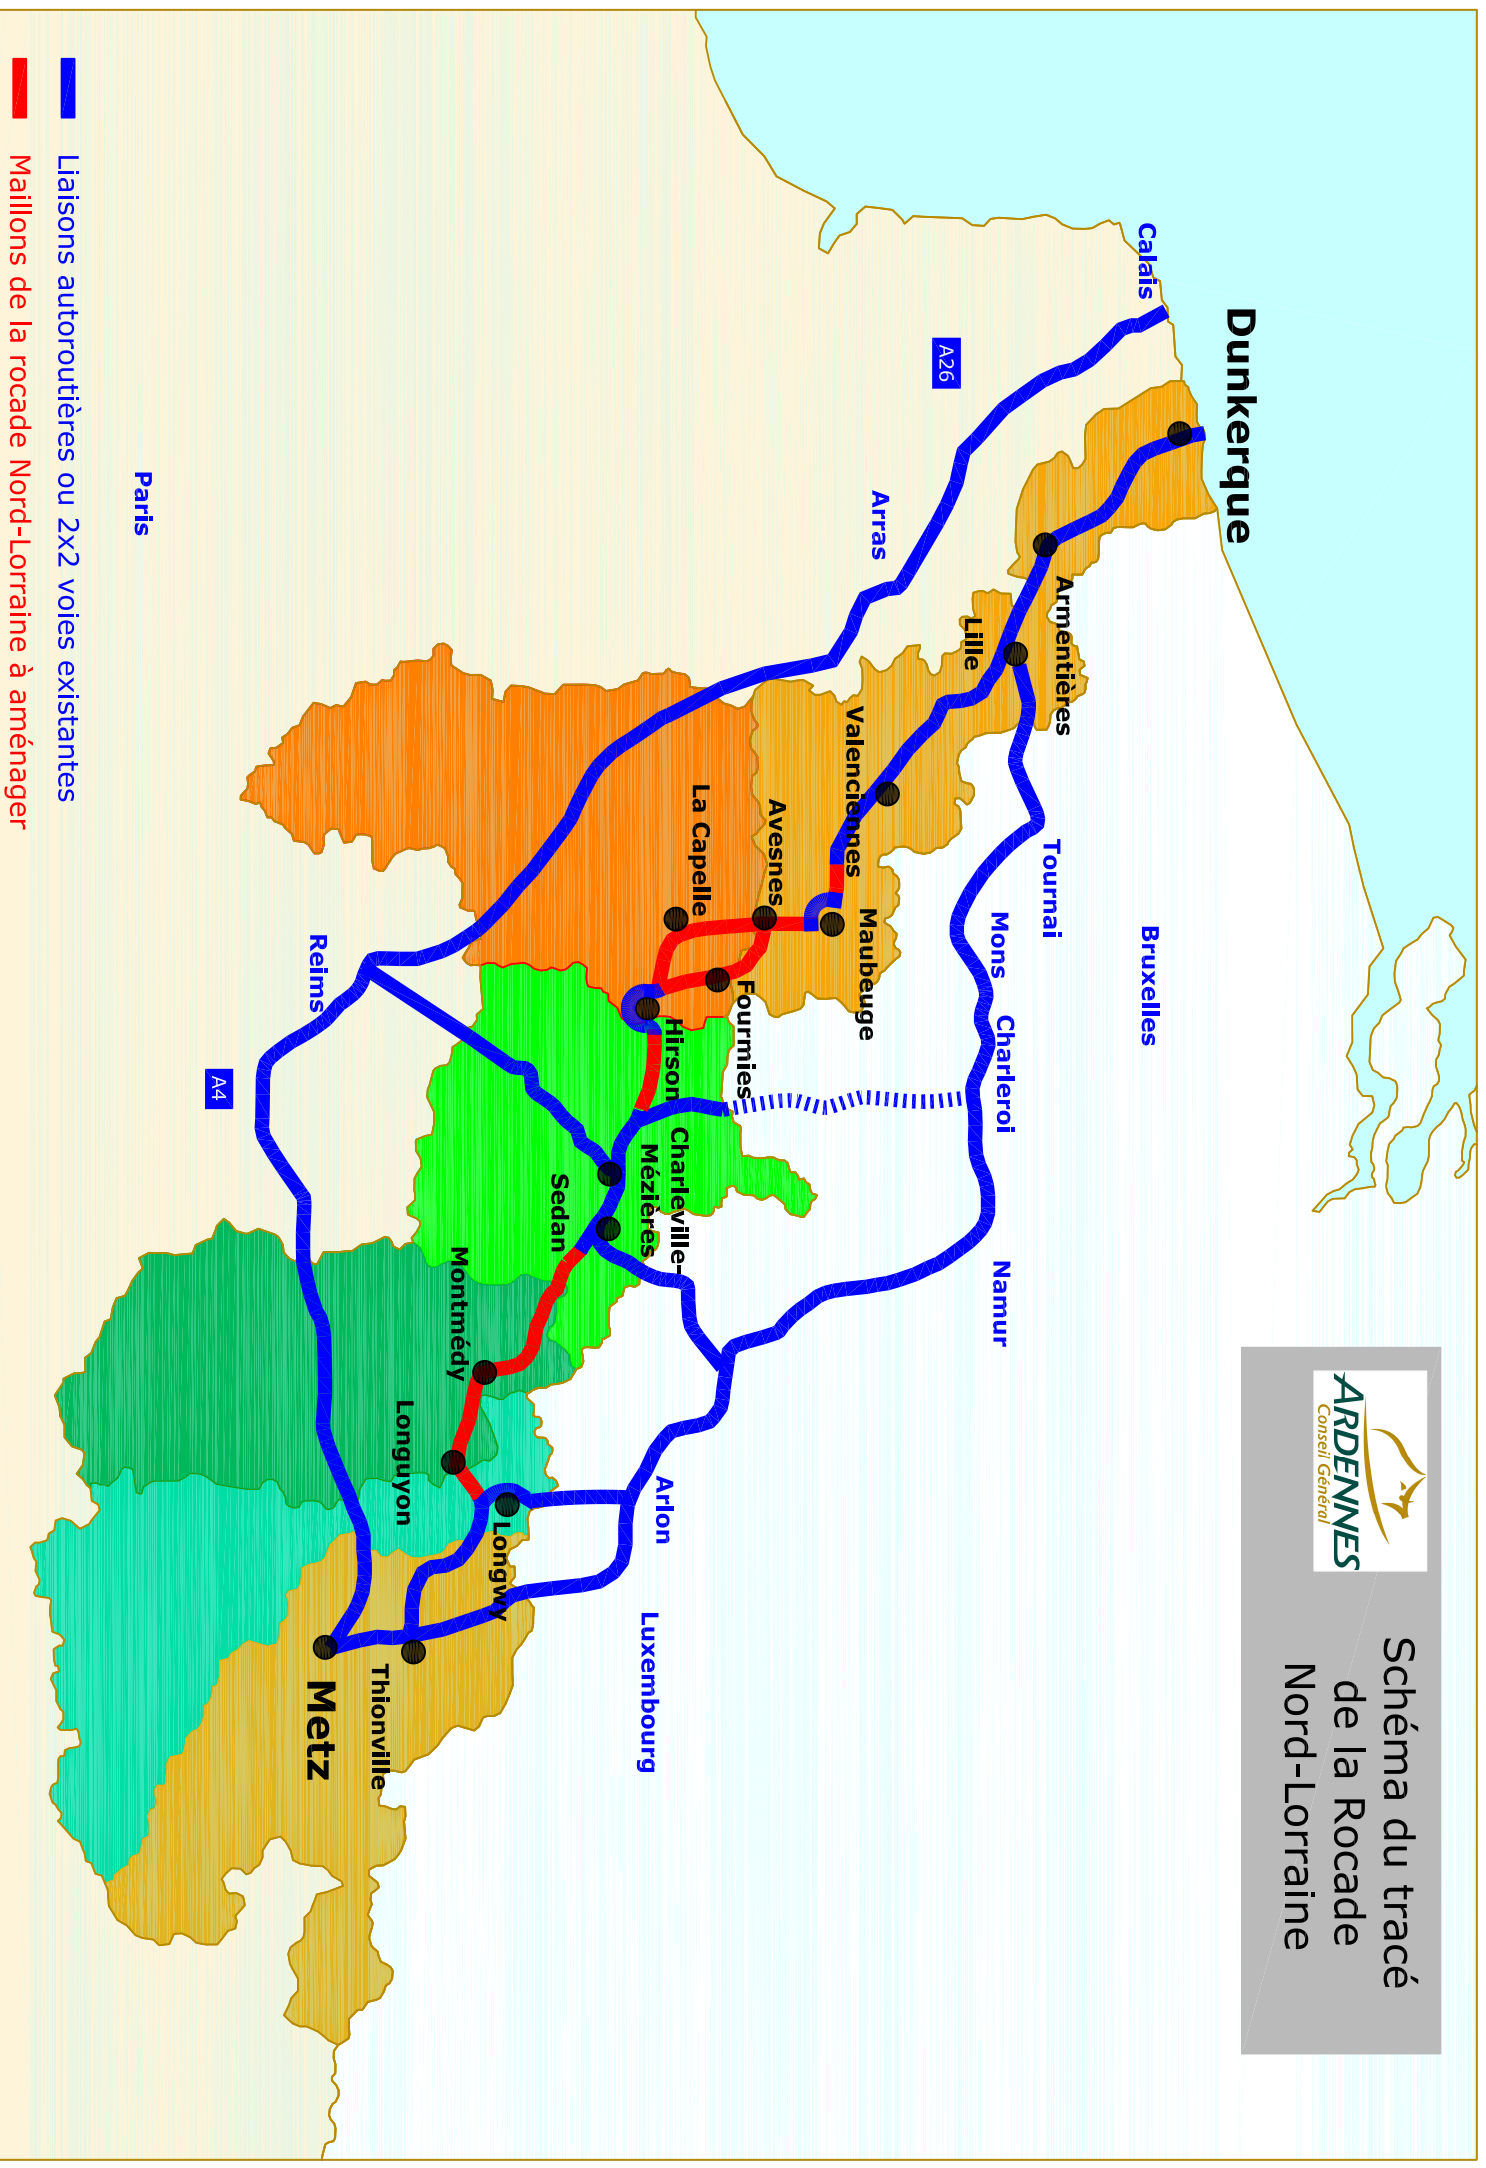 Schéma du tracé
de la Rocade
Nord-Lorraine
ARDENNES
Conseil Général
Dunkerque
Calais
A26
Arras
Armentières
Lille
Valenciennes
Tournai
Bruxelles
Mons
Charleroi
Namur
Maubeuge
Avesnes
La Capelle
Fourmies
Hirson
Charleville-
Mézières
Sedan
Montmédy
Longuyon
Longwy
Arlon
Luxembourg
Thionville
Metz
Reims
A4
Paris
Liaisons autoroutières ou 2x2 voies existantes
Maillons de la rocade Nord-Lorraine à aménager